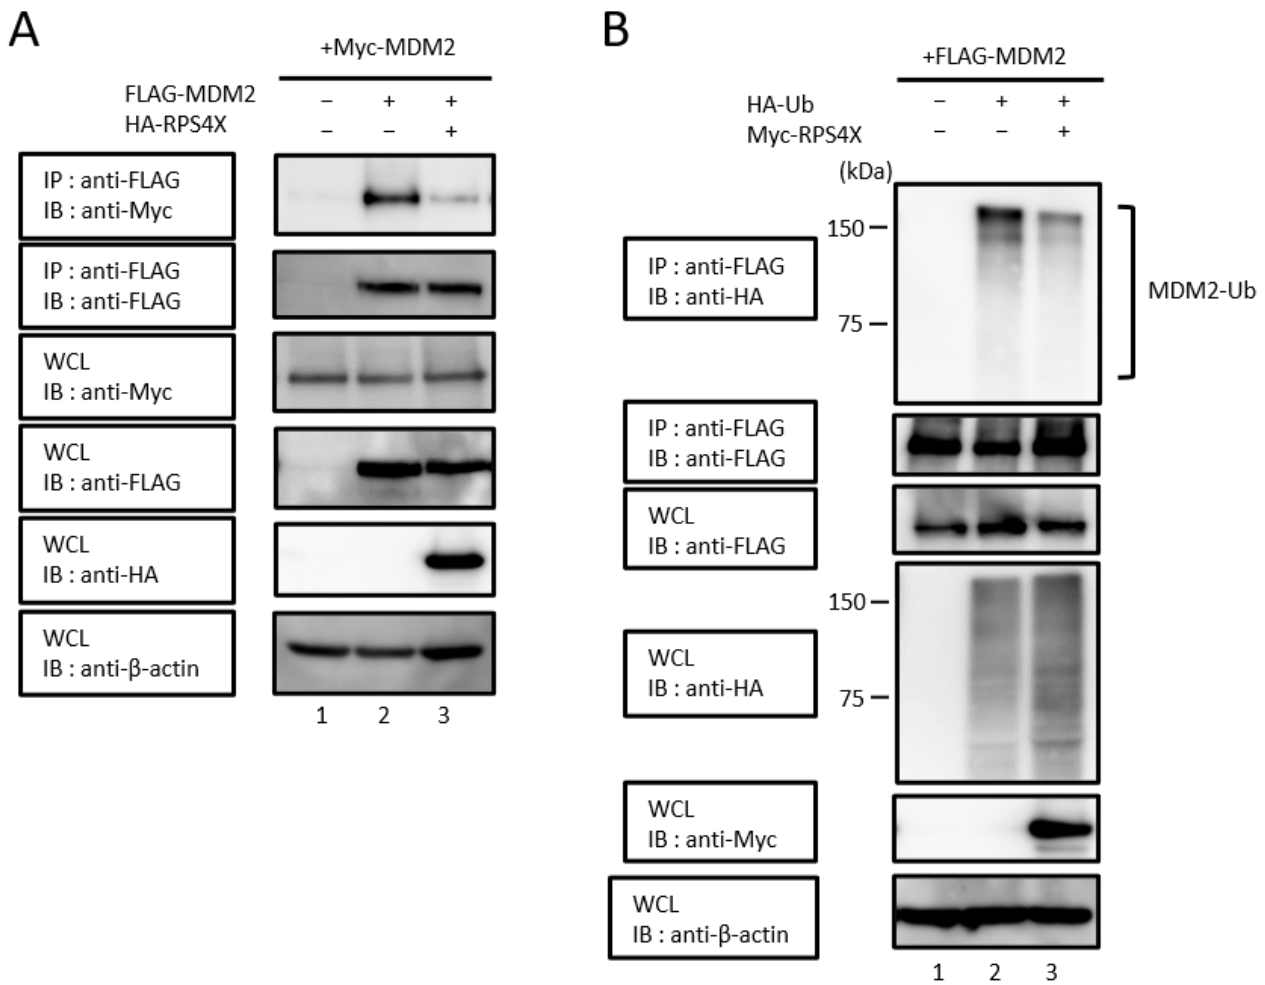 A
+Myc-MDM2
FLAG-MDM2 – + +
HA-RPS4X – – +
IP : anti-FLAG
IB : anti-Myc
IP : anti-FLAG
IB : anti-FLAG
WCL
IB : anti-Myc
WCL
IB : anti-FLAG
WCL
IB : anti-HA
WCL
IB : anti-β-actin
1 2 3
B
+FLAG-MDM2
HA-Ub – + +
Myc-RPS4X – – +
(kDa)
150
IP : anti-FLAG
IB : anti-HA
75
MDM2-Ub
IP : anti-FLAG
IB : anti-FLAG
WCL
IB : anti-FLAG
150
WCL
IB : anti-HA
75
WCL
IB : anti-Myc
WCL
IB : anti-β-actin
1 2 3